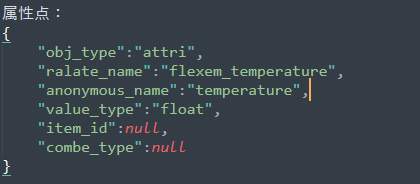 属性点：
{
    "obj_type":"attri",
    "ralate_name":"flexem_temperature",
    "anonymous_name":"temperature",
    "value_type":"float",
    "item_id":null,
    "combe_type":null
}